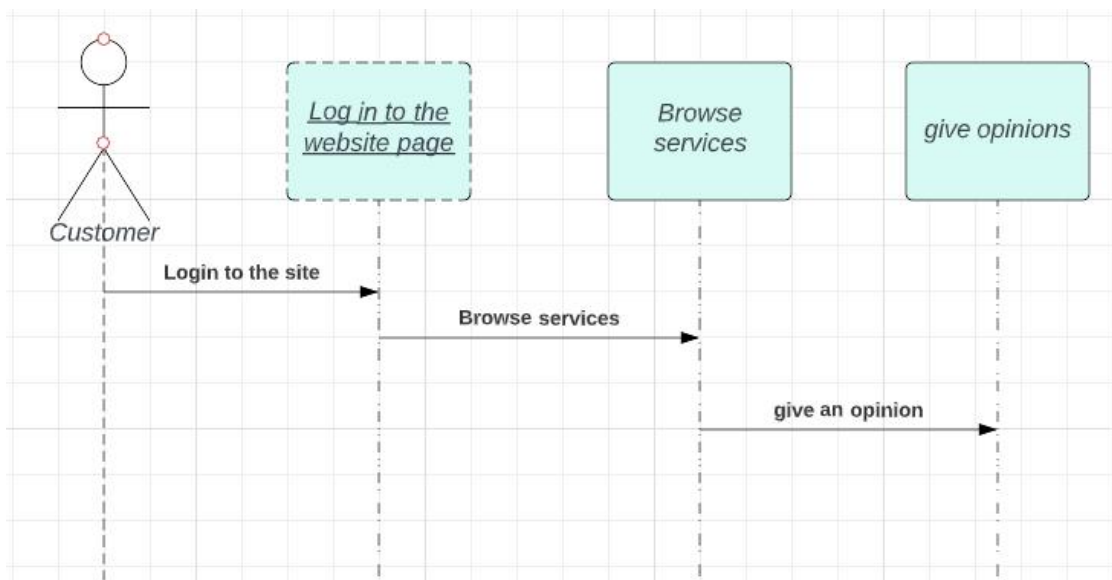 Log in to the
website page
Browse
services
give opinions
Customer
Login to the site
Browse services
give an opinion